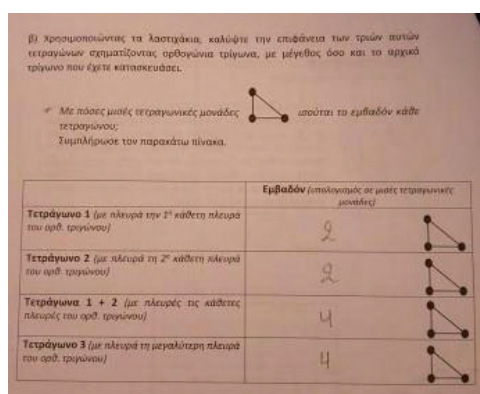 β) Χρησιμοποιώντας τα λαστιχάκια, καλύψτε την επιφάνεια των τριών αυτών
τετραγώνων σχηματίζοντας ορθογώνια τρίγωνα, με μέγεθος όσο και το αρχικό
τρίγωνο που έχετε κατασκευάσει.
Με πόσες μισές τετραγωνικές μονάδες ισούται το εμβαδόν κάθε
τετραγώνου;
Συμπλήρωσε τον παρακάτω πίνακα.
Εμβαδόν (υπολογισμός σε μισές τετραγωνικές
μονάδες)
Τετράγωνο 1 (με πλευρά την 1η κάθετη πλευρά
του ορθ. τριγώνου)
2
Τετράγωνο 2 (με πλευρά τη 2η κάθετη πλευρά
του ορθ. τριγώνου)
2
Τετράγωνα 1 + 2 (με πλευρές τις κάθετες
πλευρές του ορθ. τριγώνου)
4
Τετράγωνο 3 (με πλευρά τη μεγαλύτερη πλευρά
του ορθ. τριγώνου)
4